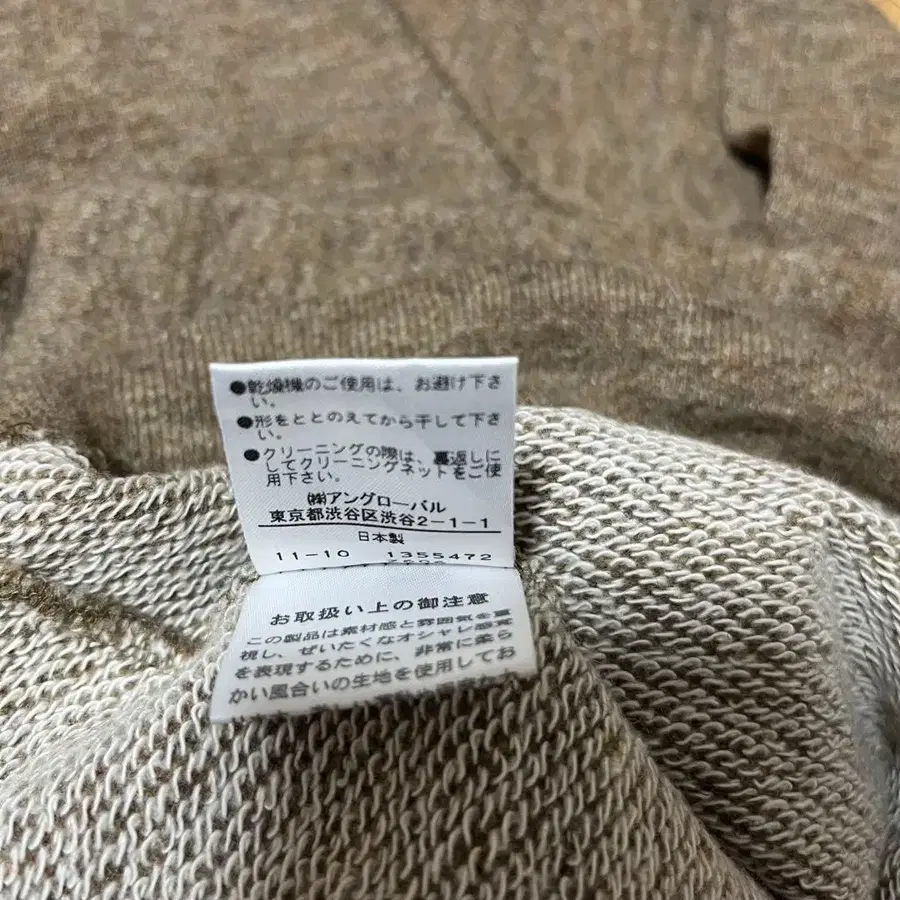 ●乾燥機のご使用は、お避け下さ
い。
●形をととのえてから干して下さ
い。
●クリーニングの際は、裏返しに
してクリーニングネットをご使
用下さい。
㈱アングローバル
東京都渋谷区渋谷2-1-1
日本製
11-10 1355472
お取扱い上の御注意
この製品は素材感と雰囲気を重
視し、ぜいたくなオシャレ感覚
を表現するために、非常に柔ら
かい風合いの生地を使用してお